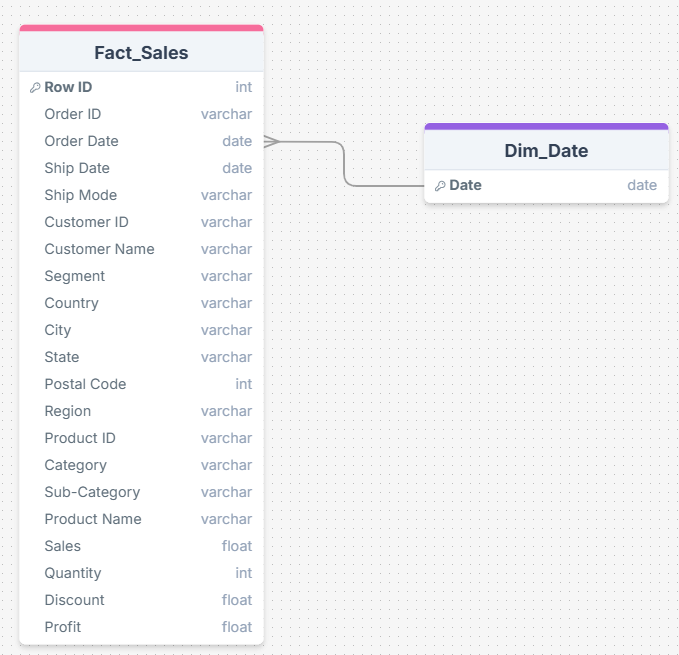 Fact_Sales
Row ID int
Order ID varchar
Order Date date
Ship Date date
Ship Mode varchar
Customer ID varchar
Customer Name varchar
Segment varchar
Country varchar
City varchar
State varchar
Postal Code int
Region varchar
Product ID varchar
Category varchar
Sub-Category varchar
Product Name varchar
Sales float
Quantity int
Discount float
Profit float
Dim_Date
Date date